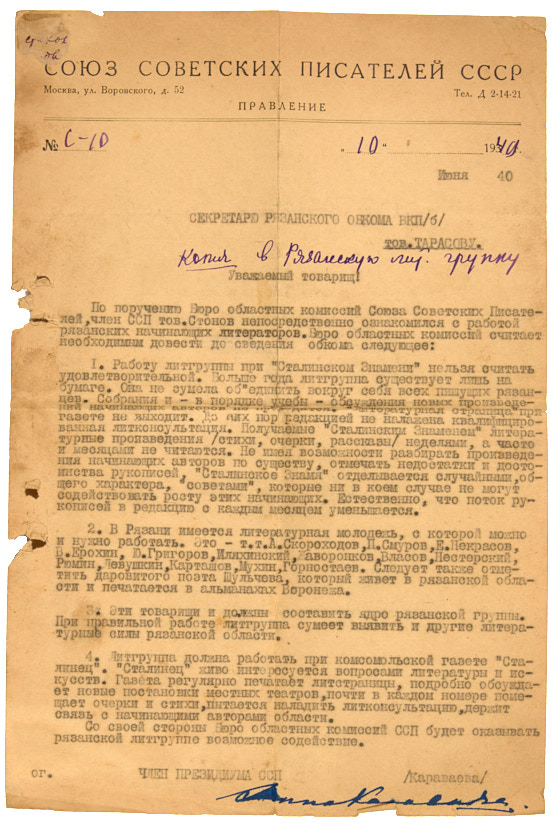 СОЮЗ СОВЕТСКИХ ПИСАТЕЛЕЙ СССР
Москва, ул. Воровского, д. 52 Тел. Д 2-14-21
ПРАВЛЕНИЕ
№ С-10 „10“ 1940.
Июня 40
СЕКРЕТАРЮ РЯЗАНСКОГО ОБКОМА ВКП/б/
тов. ТАРАСОВУ.
Копия в Рязанскую лит. группу
Уважаемый товарищ!
По поручению Бюро областных комиссий Союза Советских Писате-
лей, член ССП тов. Стонов непосредственно ознакомился с работой
рязанских начинающих литераторов. Бюро областных комиссий считает
необходимым довести до сведения обкома следующее:
I. Работу литгруппы при "Сталинском Знамени" нельзя считать
удовлетворительной. Больше года литгруппа существует лишь на
бумаге. Она не сумела об'единить вокруг себя всех пишущих рязан-
цев. Собрания и - в порядке учебы - обсуждения новых произведе-
ний начинающих авторов не Литературная страница при
газете не выходит. До сих пор редакцией не налажена квалифициро-
ванная литконсультация. Получаемые "Сталинским Знаменем" литера-
турные произведения /стихи, очерки, рассказы/ неделями, а часто
и месяцами не читаются. Не имея возможности разбирать произведе-
ния начинающих авторов по существу, отмечать недостатки и досто-
инства рукописей, "Сталинское Знамя" отделывается случайными, об-
щего характера, "советами", которые ни в коем случае не могут
содействовать росту этих начинающих. Естественно, что поток ру-
кописей в редакцию с каждым месяцем уменьшается.
2. В Рязани имеется литературная молодежь, с которой можно
и нужно работать. Это - т.т. А. Скороходов, К. Смуров, Е. Некрасов,
В. Ерохин, Ю. Григоров, Иляхинский, Жаворонков, Власов, Пестерский,
Рюмин, Девушкин, Карташов, Мухин, Горностаев. Следует также отме-
тить даровитого поэта Шульчева, который живет в рязанской обла-
сти и печатается в альманахах Воронежа.
3. Эти товарищи и должны составить ядро рязанской группы.
При правильной работе литгруппа сумеет выявить и другие литера-
турные силы рязанской области.
4. Литгруппа должна работать при комсомольской газете "Ста-
линец". "Сталинец" живо интересуется вопросами литературы и ис-
кусств. Газета регулярно печатает литстраницы, подробно обсужда-
ет новые постановки местных театров, почти в каждом номере поме-
щает очерки и стихи, пытается наладить литконсультацию, держит
связь с начинающими авторами области.
Со своей стороны Бюро областных комиссий ССП будет оказывать
рязанской литгруппе возможное содействие.
ог. ЧЛЕН ПРЕЗИДИУМА ССП /Караваева/
Анна Караваева.